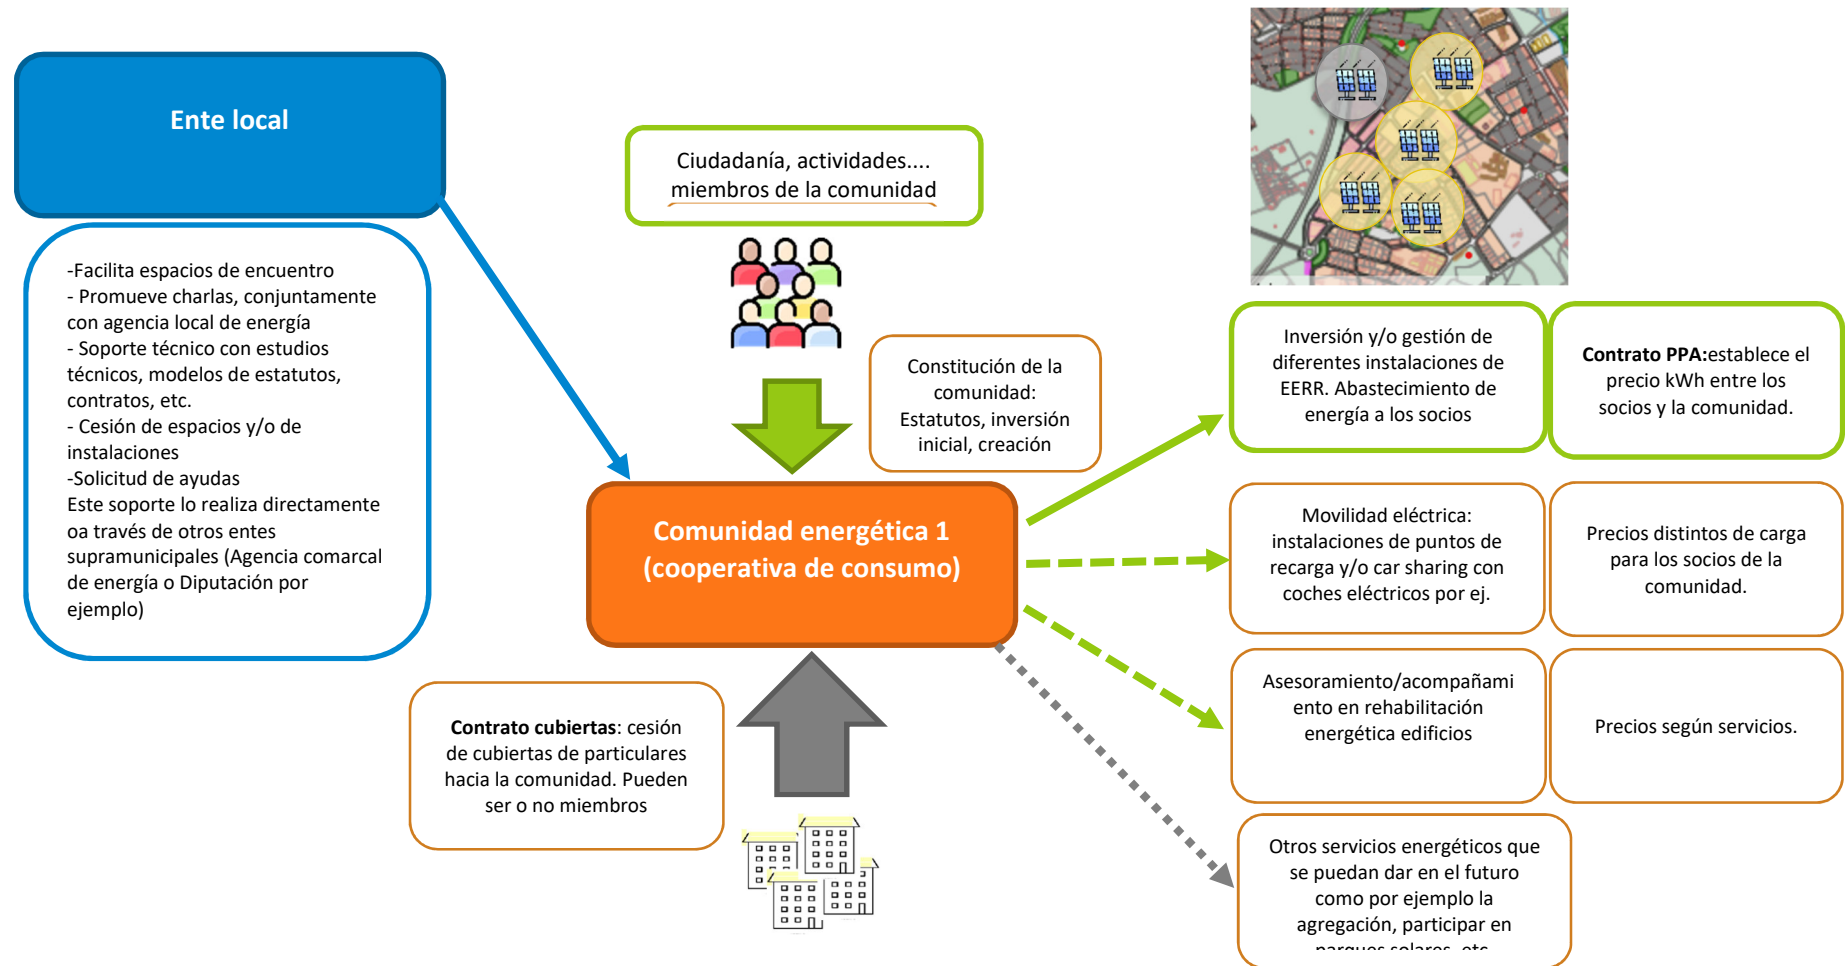 Ente local
-Facilita espacios de encuentro
- Promueve charlas, conjuntamente
con agencia local de energía
- Soporte técnico con estudios
técnicos, modelos de estatutos,
contratos, etc.
- Cesión de espacios y/o de
instalaciones
-Solicitud de ayudas
Este soporte lo realiza directamente
oa través de otros entes
supramunicipales (Agencia comarcal
de energía o Diputación por
ejemplo)
Ciudadanía, actividades....
miembros de la comunidad
Constitución de la
comunidad:
Estatutos, inversión
inicial, creación
Comunidad energética 1
(cooperativa de consumo)
Contrato cubiertas: cesión
de cubiertas de particulares
hacia la comunidad. Pueden
ser o no miembros
Inversión y/o gestión de
diferentes instalaciones de
EERR. Abastecimiento de
energía a los socios
Contrato PPA:establece el
precio kWh entre los
socios y la comunidad.
Movilidad eléctrica:
instalaciones de puntos de
recarga y/o car sharing con
coches eléctricos por ej.
Precios distintos de carga
para los socios de la
comunidad.
Asesoramiento/acompañami
ento en rehabilitación
energética edificios
Precios según servicios.
Otros servicios energéticos que
se puedan dar en el futuro
como por ejemplo la
agregación, participar en
parques solares, etc